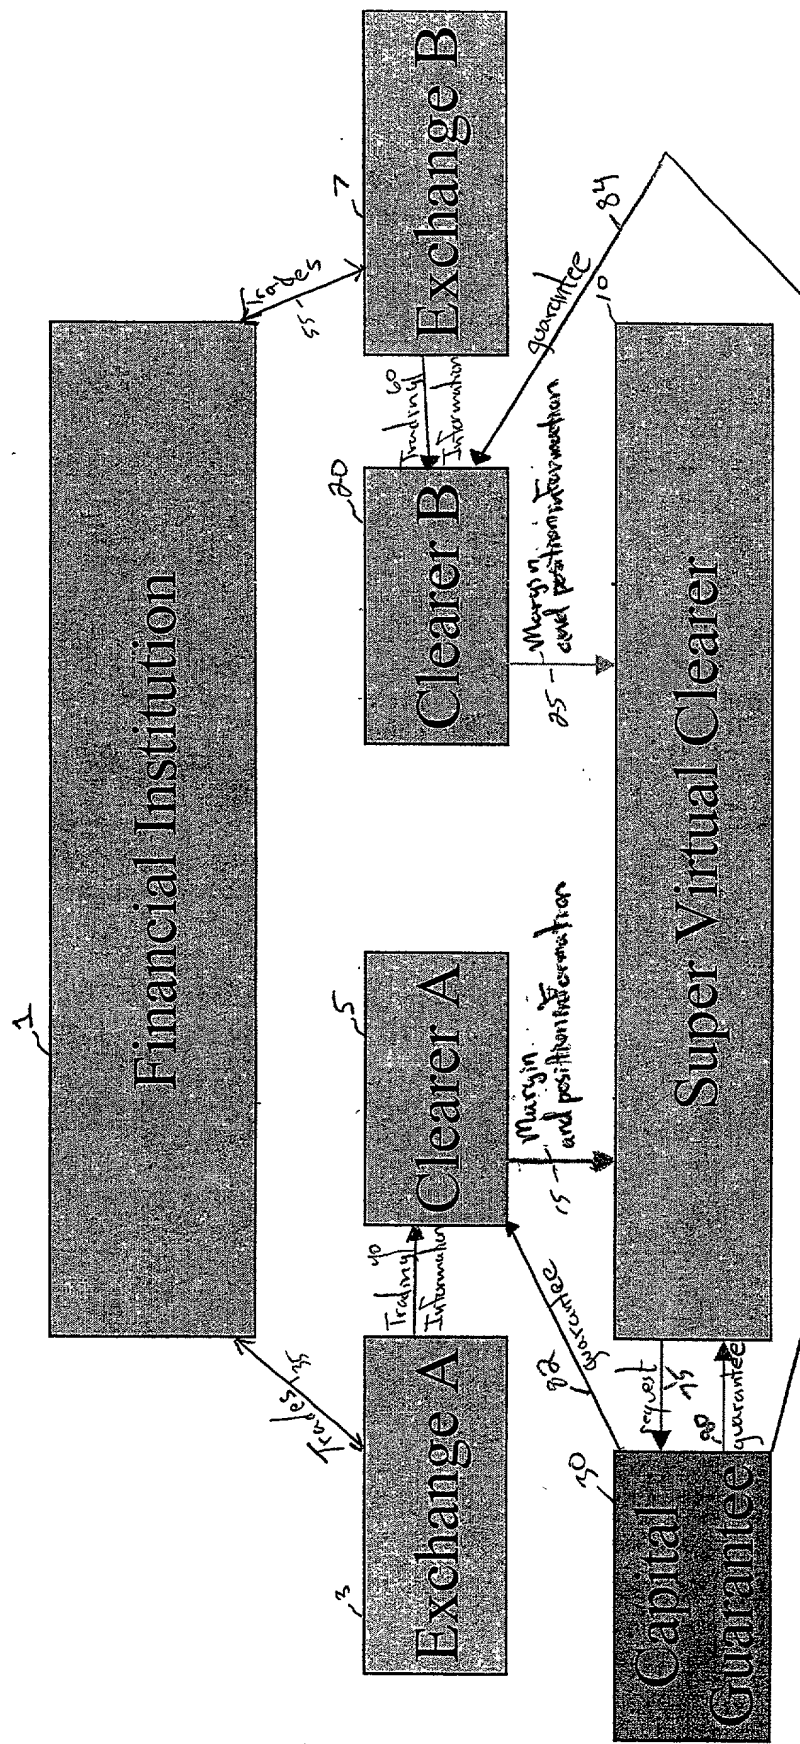 1
Financial Institution
Trades
35
Trades
55
3
Exchange A
40
Trading
Information
5
Clearer A
20
Clearer B
60
Trading
Information
7
Exchange B
82
guarantee
15
Margin
and position information
25
Margin
and position information
guarantee
84
30
Capital
Guarantee
request
75
80
guarantee
10
Super Virtual Clearer